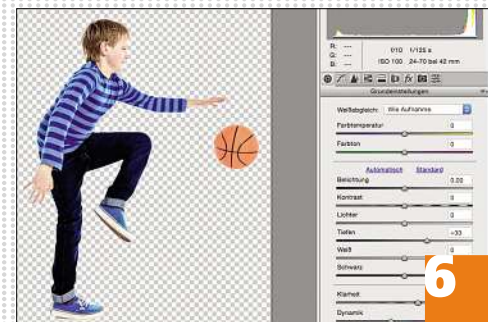 R: ---
G: ---
B: ---
f/10 1/125 s
ISO 100 24-70 bei 42 mm
fx
Grundeinstellungen
Weißabgleich: Wie Aufnahme
Farbtemperatur 0
Farbton 0
Automatisch Standard
Belichtung 0,00
Kontrast 0
Lichter 0
Tiefen +33
Weiß 0
Schwarz
Klarheit
Dynamik
6